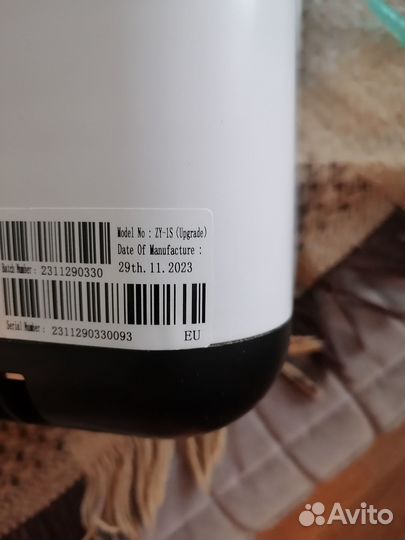 Model No : ZY-1S (Upgrade)
Date Of Manufacture :
Batch Number : 2311290330
29th.11.2023
Serial Number : 2311290330093
EU
Avito